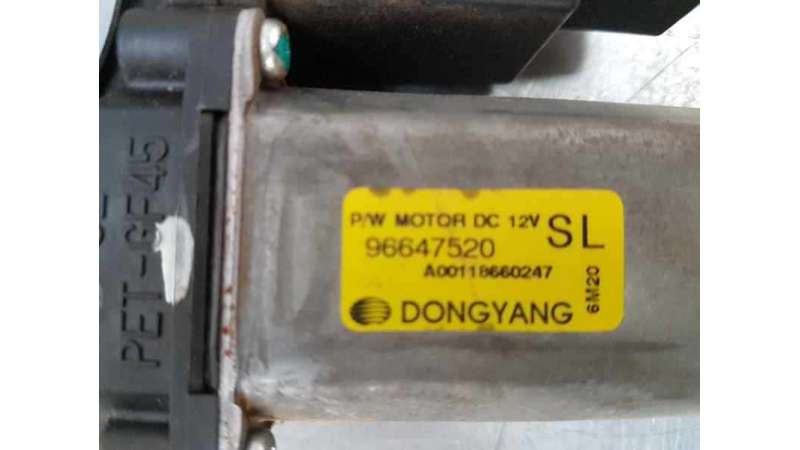 P/W MOTOR DC 12V SL
96647520
A00118660247
6M20
DONGYANG
PET-GF45